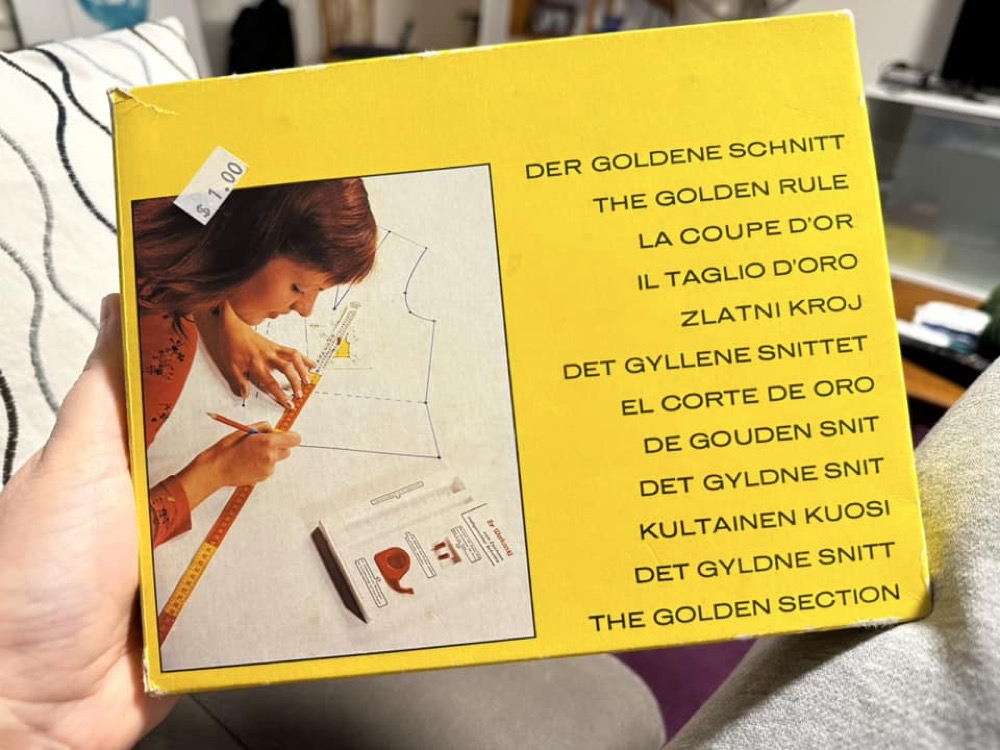 $ 1.00
DER GOLDENE SCHNITT
THE GOLDEN RULE
LA COUPE D'OR
IL TAGLIO D'ORO
ZLATNI KROJ
DET GYLLENE SNITTET
EL CORTE DE ORO
DE GOUDEN SNIT
DET GYLDNE SNIT
KULTAINEN KUOSI
DET GYLDNE SNITT
THE GOLDEN SECTION